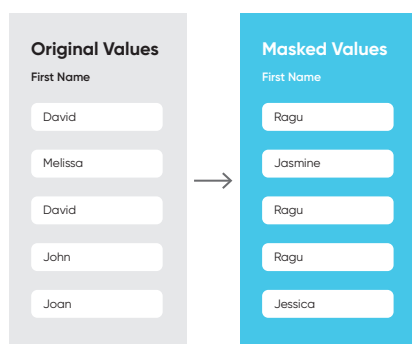 Original Values
First Name
David
Melissa
David
John
Joan
Masked Values
First Name
Ragu
Jasmine
Ragu
Ragu
Jessica